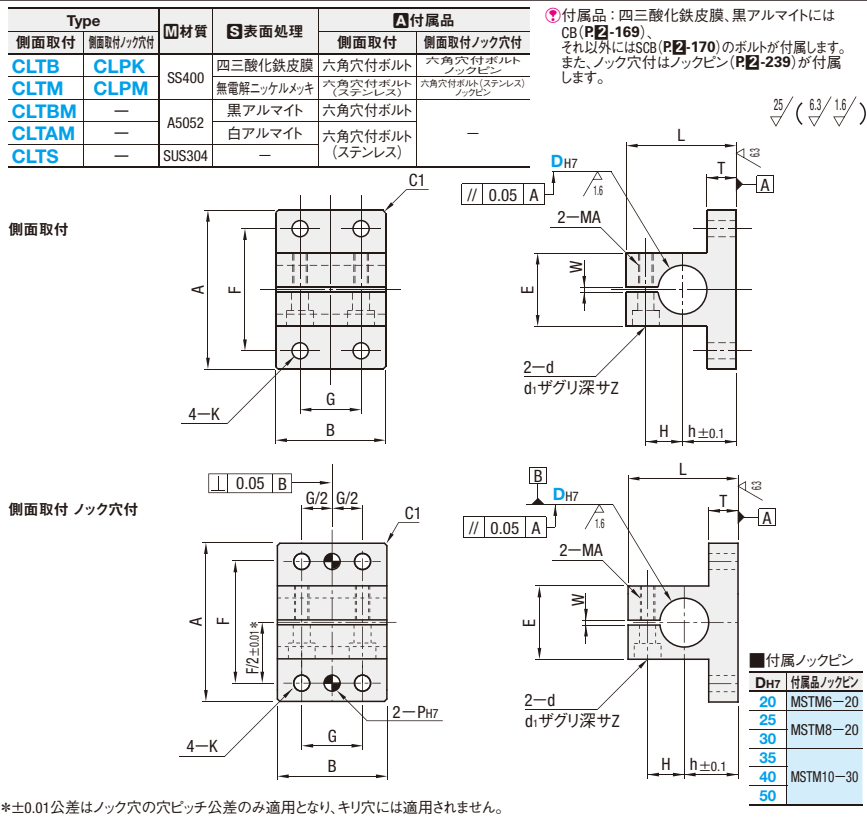 Type M材質 S表面処理 A付属品
側面取付 側面取付ノック穴付 側面取付 側面取付ノック穴付
CLTB CLPK SS400 四三酸化鉄皮膜 六角穴付ボルト 六角穴付ボルト ノックピン
CLTM CLPM 無電解ニッケルメッキ 六角穴付ボルト (ステンレス) 六角穴付ボルト(ステンレス) ノックピン
CLTBM － A5052 黒アルマイト 六角穴付ボルト －
CLTAM － 白アルマイト 六角穴付ボルト (ステンレス)
CLTS － SUS304 －
付属品：四三酸化鉄皮膜、黒アルマイトには
CB(P.2-169)、
それ以外にはSCB(P.2-170)のボルトが付属します。
また、ノック穴付はノックピン(P.2-239)が付属
します。
25 ( 6.3 1.6 )
側面取付
C1
A
F
G
B
4－K
L
T
6.3
A
DH7
1.6
// 0.05 A
2－MA
W
E
2－d
d1ザグリ深サZ
H
h±0.1
側面取付 ノック穴付
⊥ 0.05 B
G/2 G/2
C1
A
F
F/2±0.01*
2－PH7
4－K
G
B
L
T
6.3
A
B
DH7
1.6
// 0.05 A
2－MA
W
E
2－d
d1ザグリ深サZ
H
h±0.1
■付属ノックピン
DH7 付属品ノックピン
20 MSTM6－20
25 MSTM8－20
30
35 MSTM10－30
40
50
*±0.01公差はノック穴の穴ピッチ公差のみ適用となり、キリ穴には適用されません。